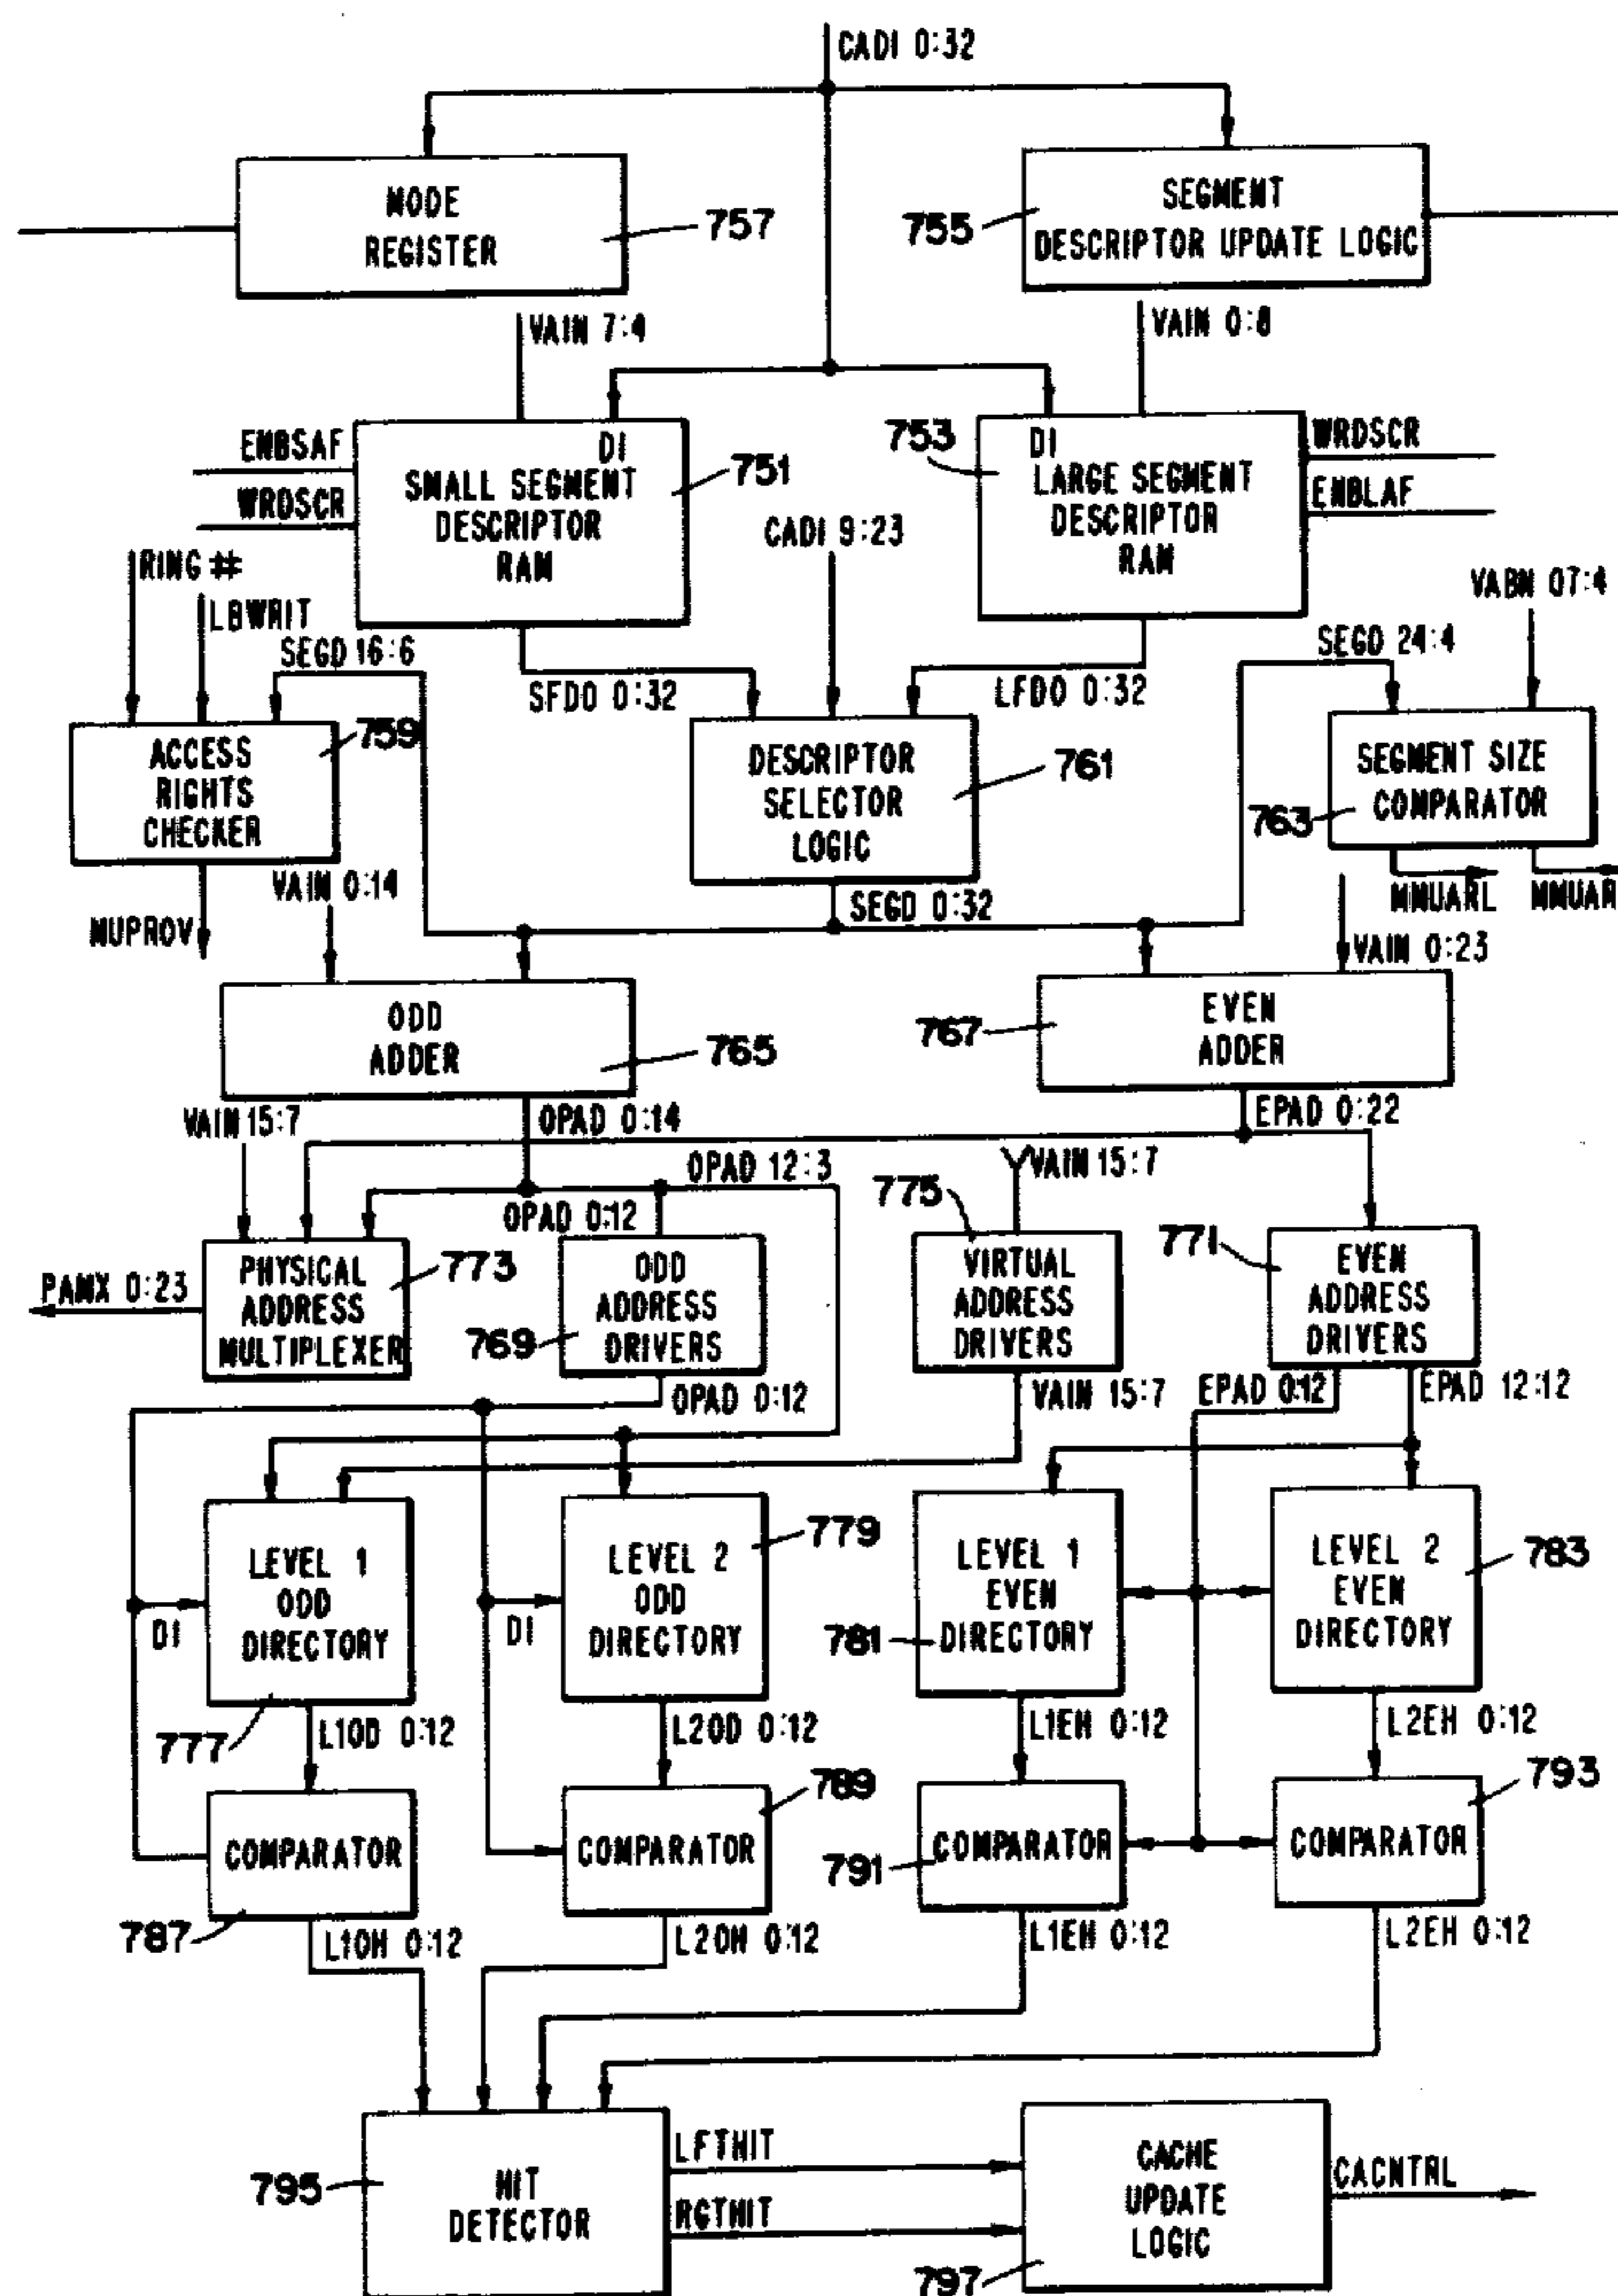 CADI 0:32
MODE
REGISTER
757
755
SEGMENT
DESCRIPTOR UPDATE LOGIC
VAIN 7:4
VAIN 0:8
ENBSAF
WRDSCR
DI
SMALL SEGMENT
DESCRIPTOR
RAM
751
753
DI
LARGE SEGMENT
DESCRIPTOR
RAM
WRDSCR
ENBLAF
CADI 9:23
RING #
LBWRIT
SEGD 16:6
SFDO 0:32
LFDO 0:32
SEGD 24:4
VABN 07:4
ACCESS
RIGHTS
CHECKER
759
DESCRIPTOR
SELECTOR
LOGIC
761
SEGMENT SIZE
COMPARATOR
763
MUPROV
VAIN 0:14
SEGD 0:32
MMUARL
MMUAR
VAIN 0:23
ODD
ADDER
765
767
EVEN
ADDER
VAIN 15:7
OPAD 0:14
EPAD 0:22
OPAD 12:3
OPAD 0:12
775
VAIN 15:7
771
PAMX 0:23
PHYSICAL
ADDRESS
MULTIPLEXER
773
769
ODD
ADDRESS
DRIVERS
VIRTUAL
ADDRESS
DRIVERS
EVEN
ADDRESS
DRIVERS
OPAD 0:12
VAIN 15:7
EPAD 0:12
EPAD 12:12
LEVEL 1
ODD
DIRECTORY
DI
777
LEVEL 2
ODD
DIRECTORY
DI
779
LEVEL 1
EVEN
DIRECTORY
781
LEVEL 2
EVEN
DIRECTORY
783
L1OD 0:12
L2OD 0:12
L1EH 0:12
L2EH 0:12
COMPARATOR
787
COMPARATOR
789
COMPARATOR
791
COMPARATOR
793
L1OH 0:12
L2OH 0:12
L1EH 0:12
L2EH 0:12
795
HIT
DETECTOR
LFTHIT
RGTHIT
CACHE
UPDATE
LOGIC
797
CACNTRL